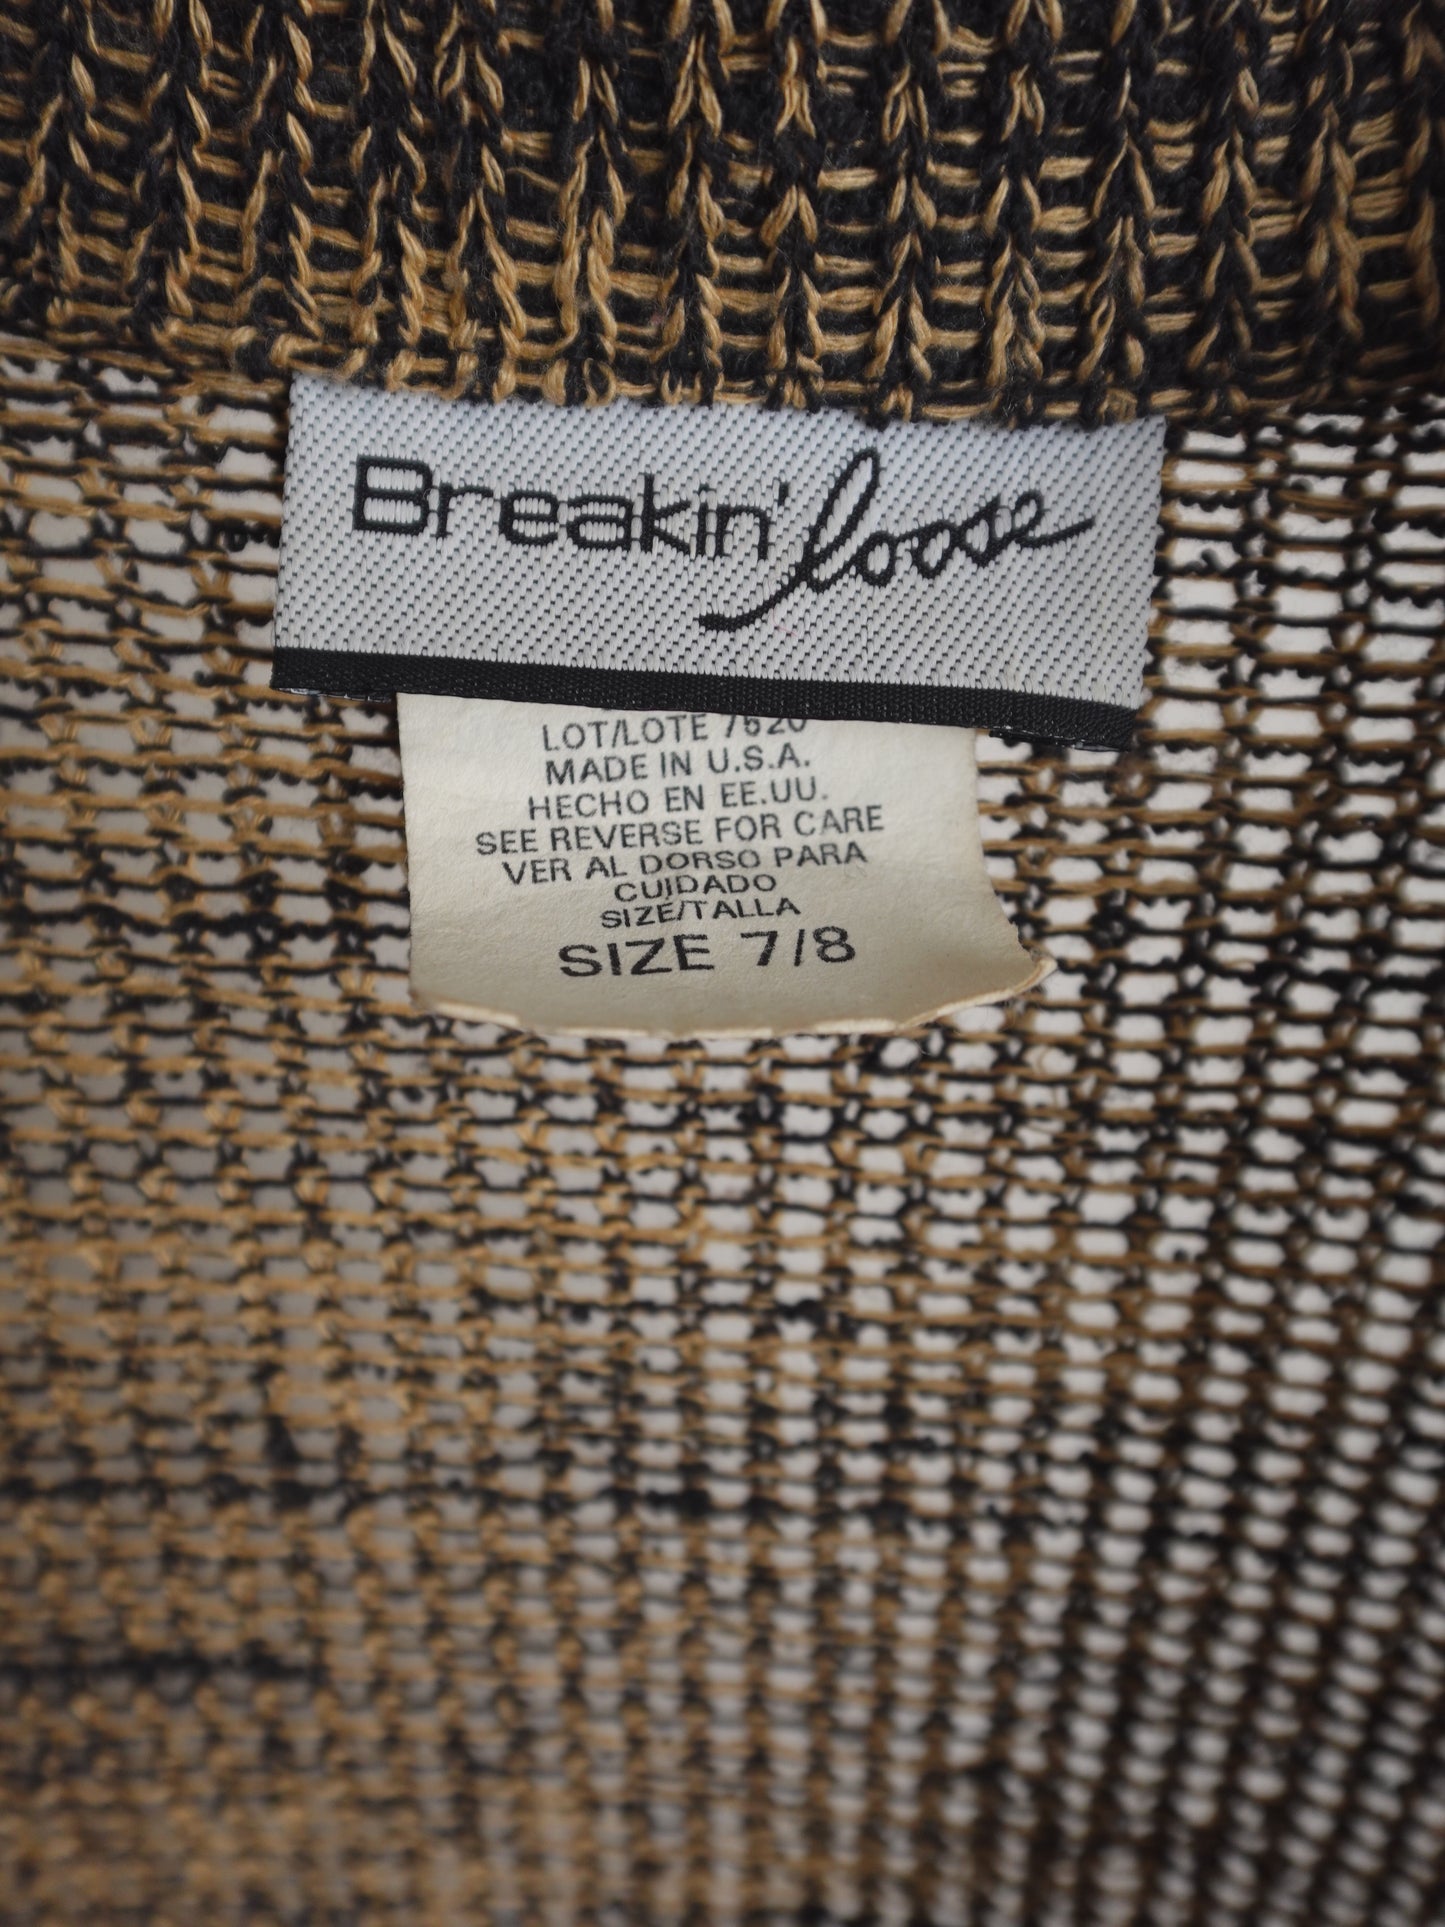 Breakin' loose
LOT/LOTE 7620
MADE IN U.S.A.
HECHO EN EE.UU.
SEE REVERSE FOR CARE
VER AL DORSO PARA
CUIDADO
SIZE/TALLA
SIZE 7/8